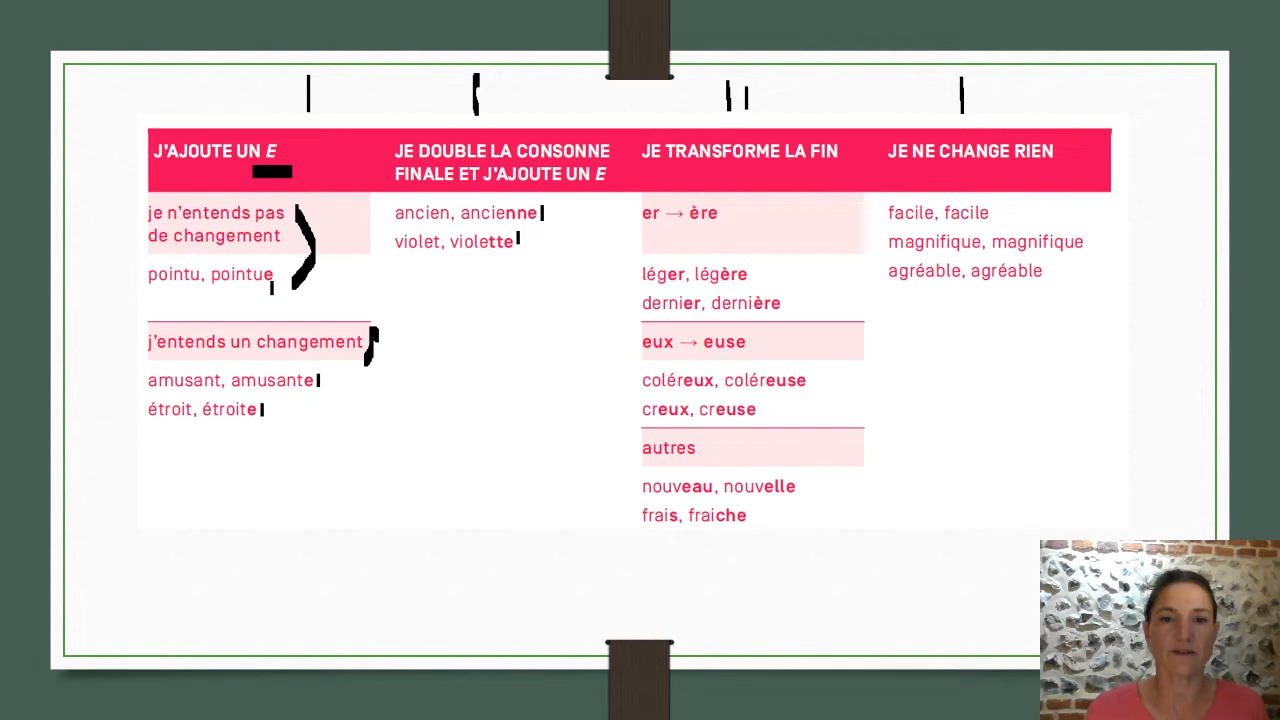 J'AJOUTE UN E
JE DOUBLE LA CONSONNE
FINALE ET J'AJOUTE UN E
JE TRANSFORME LA FIN
JE NE CHANGE RIEN
je n'entends pas
de changement
pointu, pointue
j'entends un changement
amusant, amusante
étroit, étroite
ancien, ancienne
violet, violette
er → ère
léger, légère
dernier, dernière
eux → euse
coléreux, coléreuse
creux, creuse
autres
nouveau, nouvelle
frais, fraiche
facile, facile
magnifique, magnifique
agréable, agréable